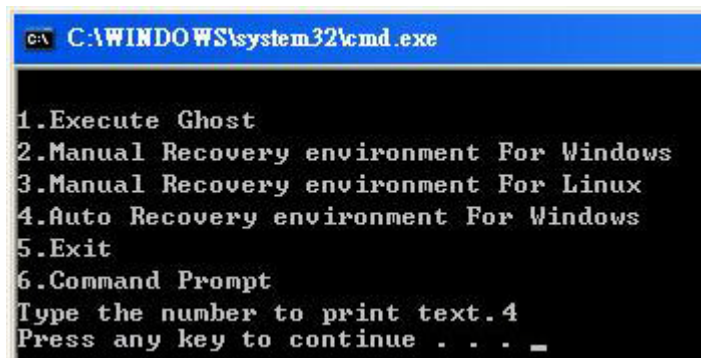 C:\WINDOWS\system32\cmd.exe
1.Execute Ghost
2.Manual Recovery environment For Windows
3.Manual Recovery environment For Linux
4.Auto Recovery environment For Windows
5.Exit
6.Command Prompt
Type the number to print text.4
Press any key to continue . . . _